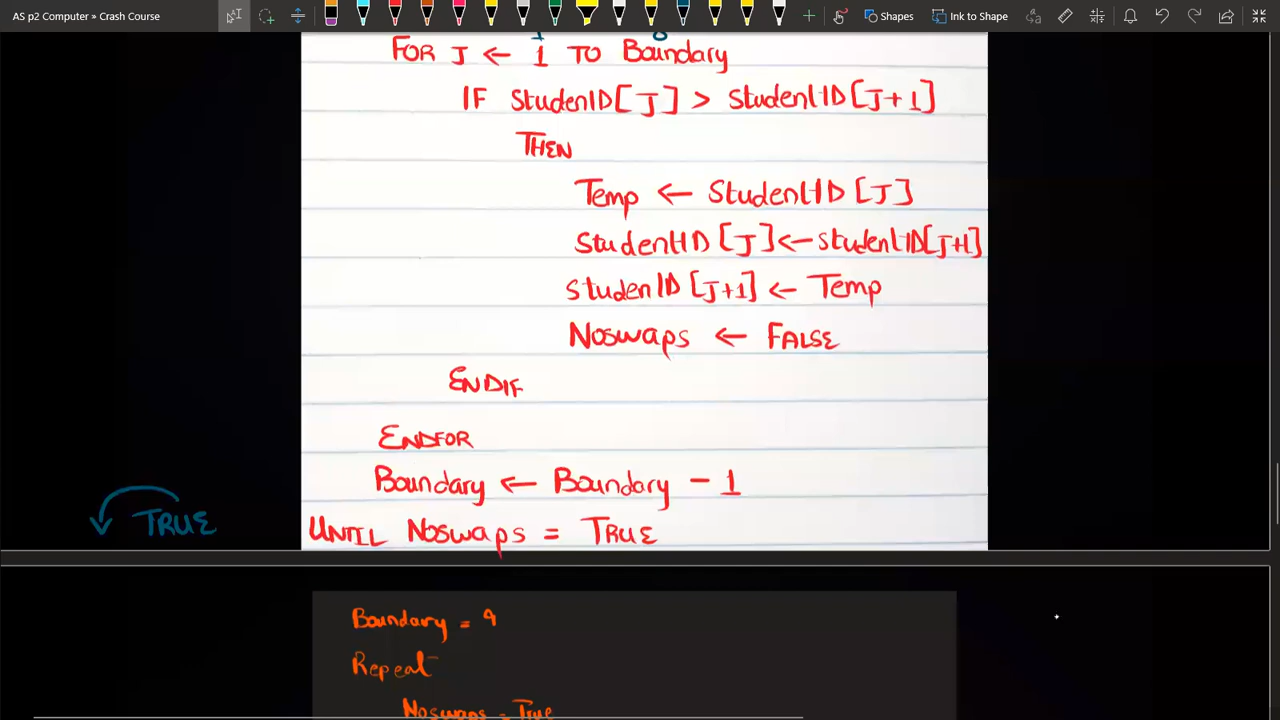 AS p2 Computer » Crash Course
Shapes
Ink to Shape
FOR J ← 1 TO Boundary
IF StudenID[J] > StudentID[J+1]
THEN
Temp ← StudentID[J]
StudentID[J] ← StudentID[J+1]
StudenID[J+1] ← Temp
Noswaps ← FALSE
ENDIF
ENDFOR
Boundary ← Boundary - 1
TRUE
UNTIL Noswaps = TRUE
Boundary = 9
Repeat
Noswaps = True